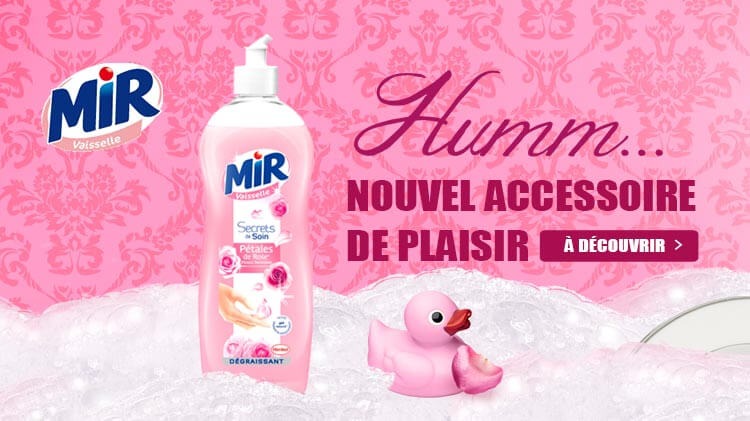 MiR
Vaisselle
Humm...
NOUVEL ACCESSOIRE
DE PLAISIR
À DÉCOUVRIR >
MiR
Vaisselle
Secrets
de Soin
Pétales
de Rose
DÉGRAISSANT